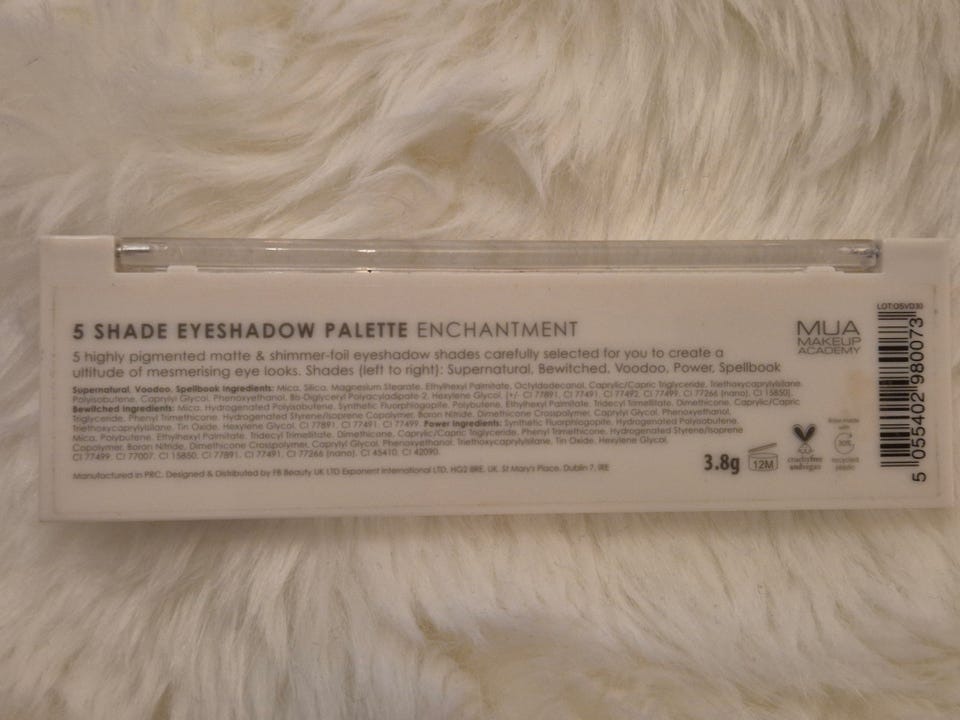 5 SHADE EYESHADOW PALETTE ENCHANTMENT
5 highly pigmented matte & shimmer-foil eyeshadow shades carefully selected for you to create a
ultitude of mesmerising eye looks. Shades (left to right): Supernatural, Bewitched, Voodoo, Power, Spellbook
Supernatural, Voodoo, Spellbook Ingredients: Mica, Silica, Magnesium Stearate, Ethylhexyl Palmitate, Octyldodecanol, Caprylic/Capric Triglyceride, Triethoxycaprylylsilane,
Polyisobutene, Caprylyl Glycol, Phenoxyethanol, Bis-Diglyceryl Polyacyladipate-2, Hexylene Glycol, [+/- CI 77891, CI 77491, CI 77492, CI 77499, CI 77266 (nano), CI 15850].
Bewitched Ingredients: Mica, Hydrogenated Polyisobutene, Synthetic Fluorphlogopite, Polybutene, Ethylhexyl Palmitate, Tridecyl Trimellitate, Dimethicone, Caprylic/Capric
Triglyceride, Phenyl Trimethicone, Hydrogenated Styrene/Isoprene Copolymer, Boron Nitride, Dimethicone Crosspolymer, Caprylyl Glycol, Phenoxyethanol,
Triethoxycaprylylsilane, Tin Oxide, Hexylene Glycol, CI 77891, CI 77491, CI 77499. Power Ingredients: Synthetic Fluorphlogopite, Hydrogenated Polyisobutene,
Mica, Polybutene, Ethylhexyl Palmitate, Tridecyl Trimellitate, Dimethicone, Caprylic/Capric Triglyceride, Phenyl Trimethicone, Hydrogenated Styrene/Isoprene
Copolymer, Boron Nitride, Dimethicone Crosspolymer, Caprylyl Glycol, Phenoxyethanol, Triethoxycaprylylsilane, Tin Oxide, Hexylene Glycol,
CI 77499, CI 77007, CI 15850, CI 77891, CI 77491, CI 77266 (nano), CI 45410, CI 42090.
Manufactured in PRC. Designed & Distributed by FB Beauty UK LTD Exponent International LTD, HG2 8RE, UK. St Mary's Place, Dublin 7, IRE
MUA
MAKEUP
ACADEMY
3.8g
12M
crueltyfree
andvegan
30%
recycled
plastic
LOT:OSVD30
5 055402 980073